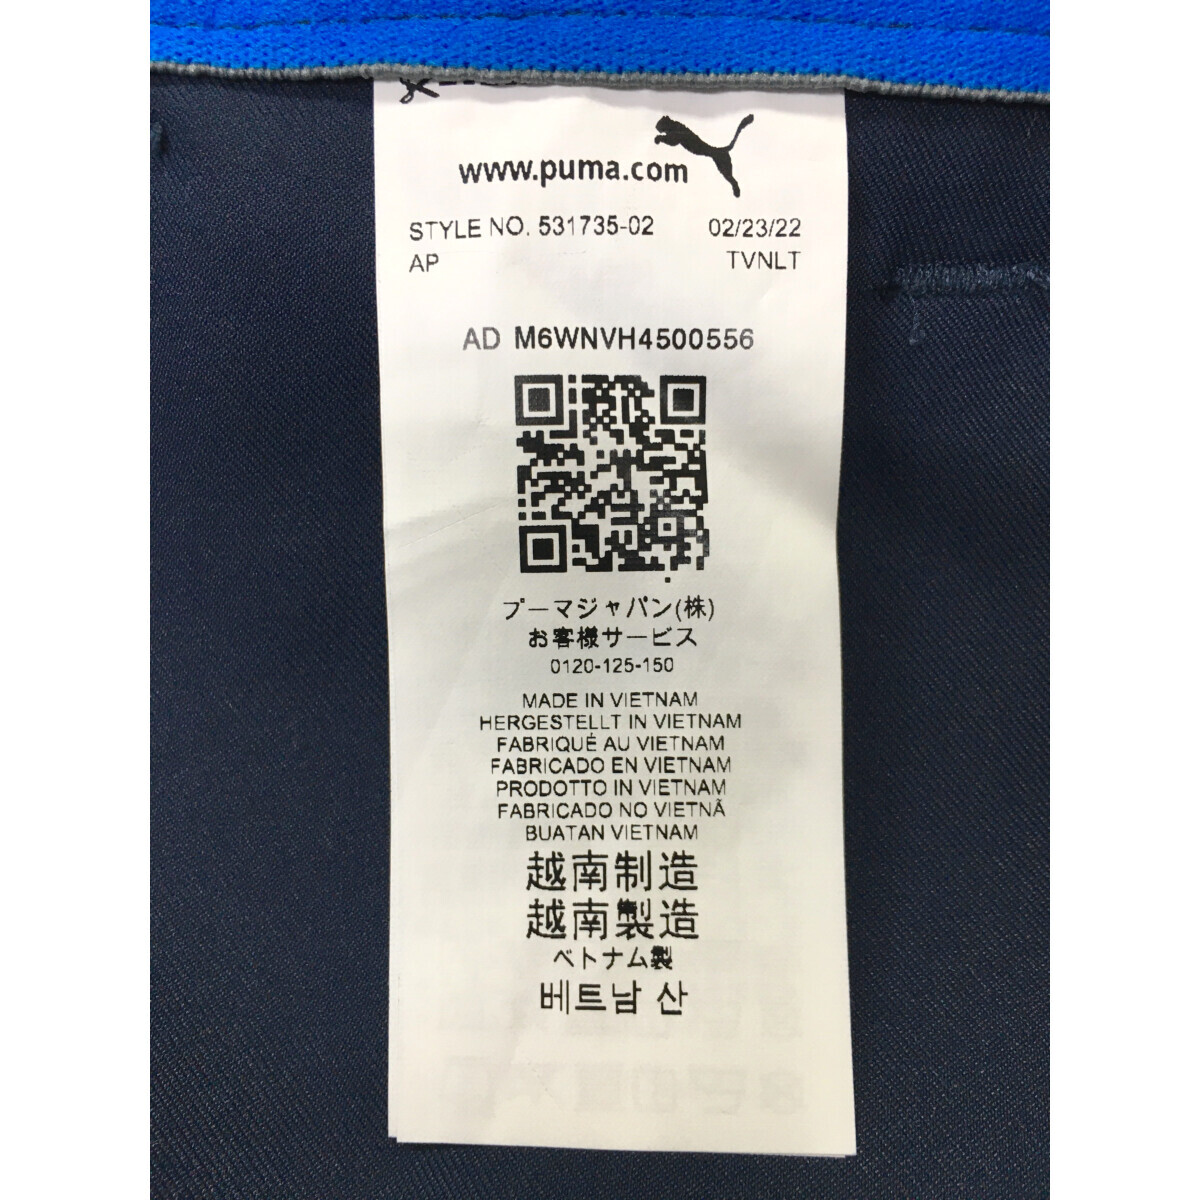 www.puma.com
STYLE NO. 531735-02 02/23/22
AP TVNLT
AD M6WNVH4500556
プーマジャパン(株)
お客様サービス
0120-125-150
MADE IN VIETNAM
HERGESTELLT IN VIETNAM
FABRIQUÉ AU VIETNAM
FABRICADO EN VIETNAM
PRODOTTO IN VIETNAM
FABRICADO NO VIETNÃ
BUATAN VIETNAM
越南制造
越南製造
ベトナム製
베트남 산